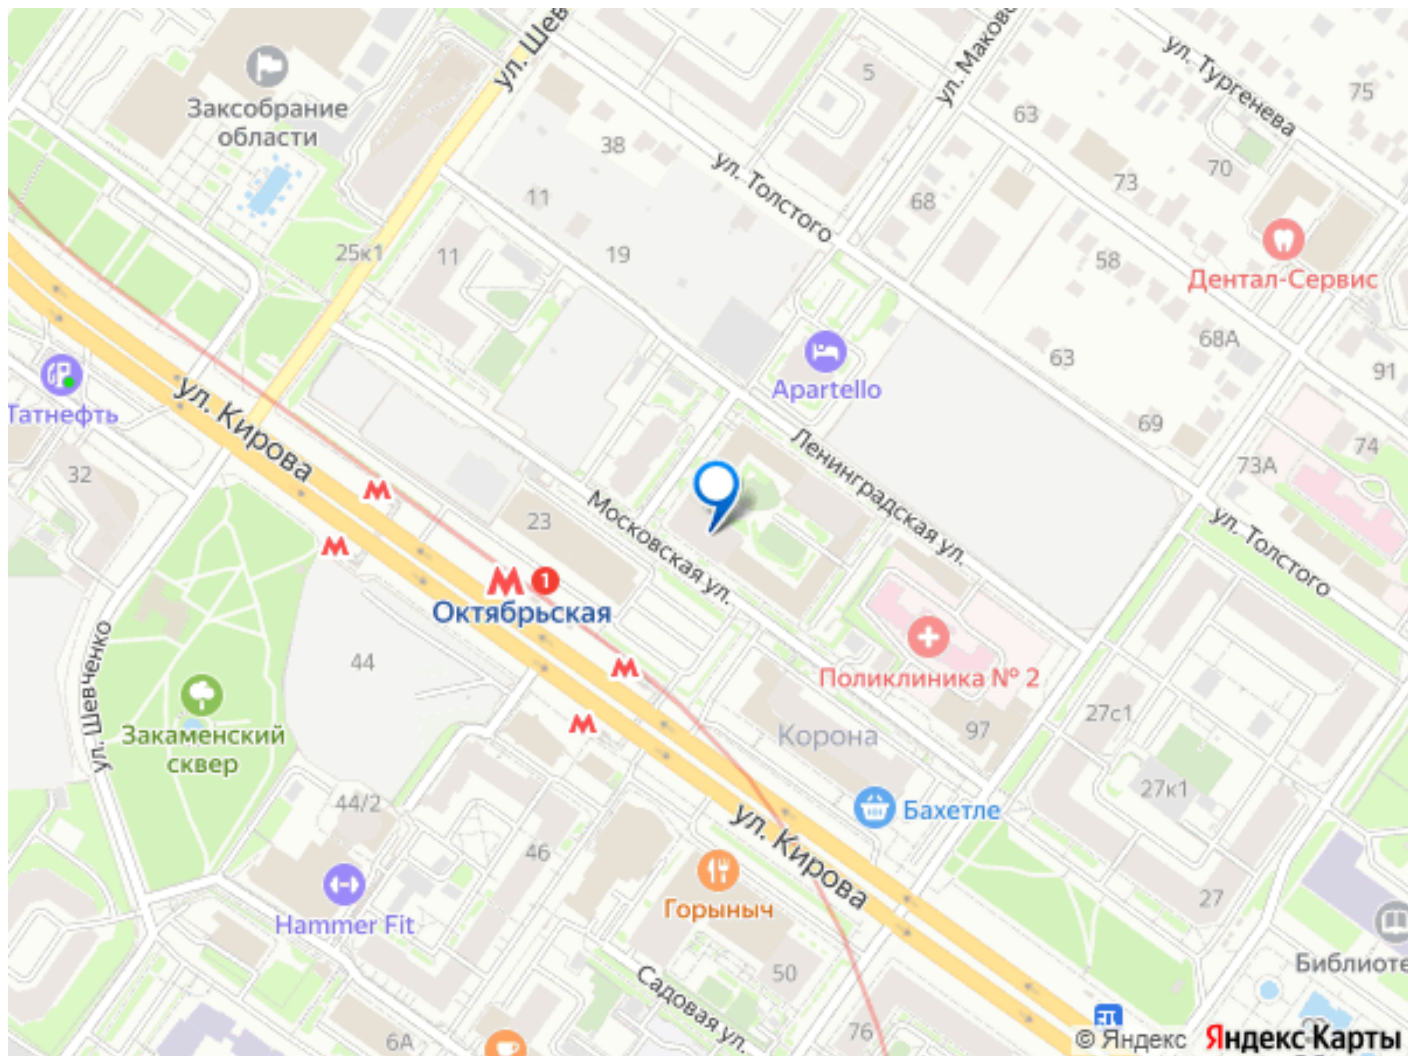 ул. Шев
ул. Маковс
ул. Тургенева
5
75
Заксобрание
области
63
38
ул. Толстого
70
73
11
68
25к1
11
19
58
Дентал-Сервис
68А
63
91
Татнефть
Apartello
ул. Кирова
69
74
Ленинградская ул.
73А
32
23
Московская ул.
ул. Толстого
1
Октябрьская
ул. Шевченко
44
Поликлиника № 2
27с1
97
Закаменский
сквер
Корона
27к1
44/2
Бахетле
ул. Кирова
46
27
Горыныч
Hammer Fit
50
Библиоте
Садовая ул.
76
6А
© Яндекс Яндекс Карты